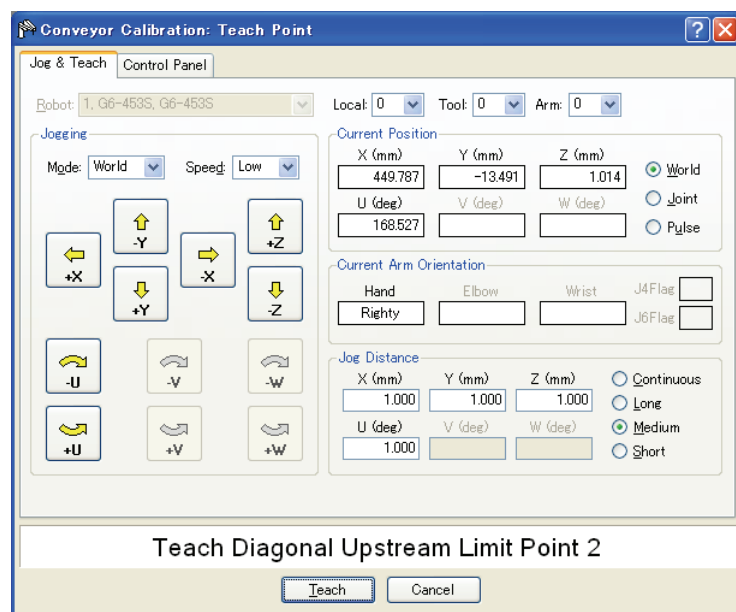 Conveyor Calibration: Teach Point
Jog & Teach Control Panel
Robot: 1, G6-453S, G6-453S Local: 0 Tool: 0 Arm: 0
Jogging
Mode: World Speed: Low
-Y +Z
+X -X
+Y -Z
-U -V -W
+U +V +W
Current Position
X (mm) Y (mm) Z (mm)
449.787 -13.491 1.014
U (deg) V (deg) W (deg)
168.527
World
Joint
Pulse
Current Arm Orientation
Hand Elbow Wrist J4Flag
Righty J6Flag
Jog Distance
X (mm) Y (mm) Z (mm)
1.000 1.000 1.000
U (deg) V (deg) W (deg)
1.000
Continuous
Long
Medium
Short
Teach Diagonal Upstream Limit Point 2
Teach Cancel